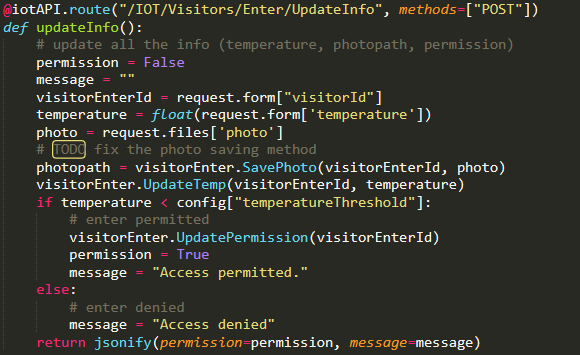 @iotAPI.route("/IOT/Visitors/Enter/UpdateInfo", methods=["POST"])
def updateInfo():
    # update all the info (temperature, photopath, permission)
    permission = False
    message = ""
    visitorEnterId = request.form["visitorId"]
    temperature = float(request.form['temperature'])
    photo = request.files['photo']
    # TODO fix the photo saving method
    photopath = visitorEnter.SavePhoto(visitorEnterId, photo)
    visitorEnter.UpdateTemp(visitorEnterId, temperature)
    if temperature < config["temperatureThreshold"]:
        # enter permitted
        visitorEnter.UpdatePermission(visitorEnterId)
        permission = True
        message = "Access permitted."
    else:
        # enter denied
        message = "Access denied"
    return jsonify(permission=permission, message=message)